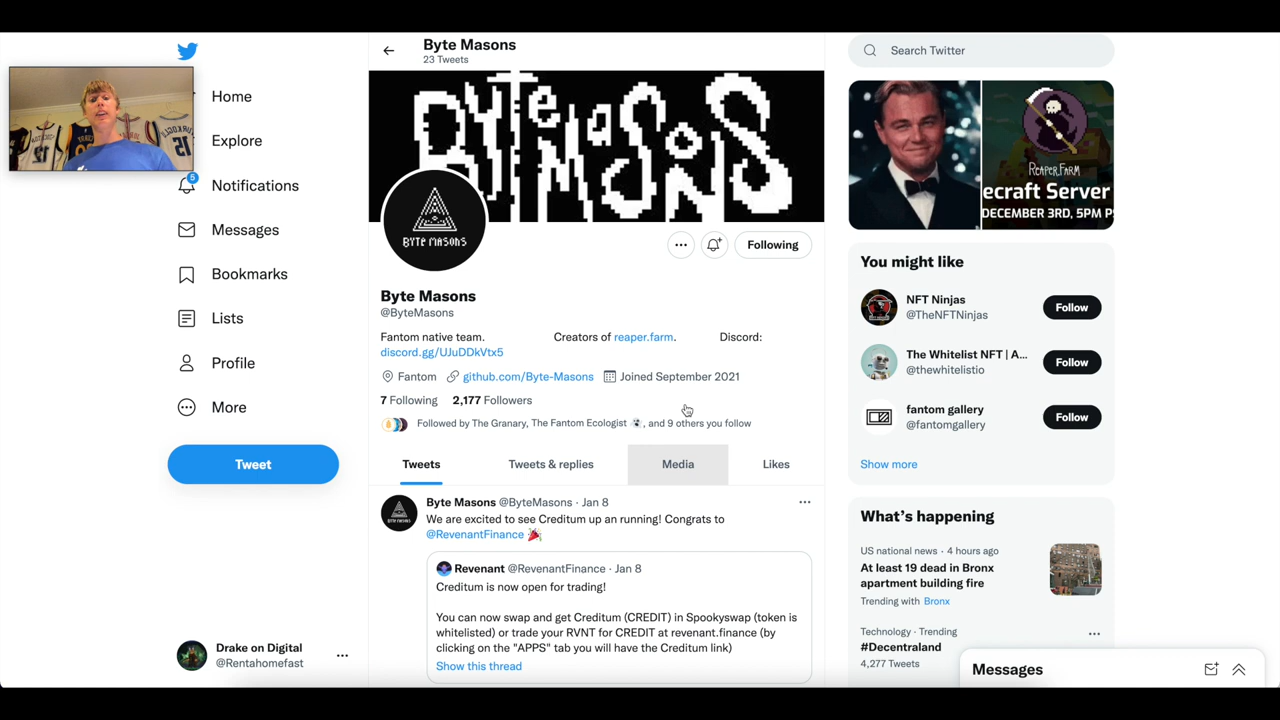 Home
Explore
5
Notifications
Messages
Bookmarks
Lists
Profile
More
Tweet
Drake on Digital
@Rentahomefast
Byte Masons
23 Tweets
BYTE MASONS
BYTE MASONS
Following
Byte Masons
@ByteMasons
Fantom native team. Creators of reaper.farm. Discord:
discord.gg/UJuDDkVtx5
Fantom github.com/Byte-Masons Joined September 2021
7 Following 2,177 Followers
Followed by The Granary, The Fantom Ecologist, and 9 others you follow
Tweets Tweets & replies Media Likes
Byte Masons @ByteMasons · Jan 8
We are excited to see Creditum up an running! Congrats to
@RevenantFinance
Revenant @RevenantFinance · Jan 8
Creditum is now open for trading!
You can now swap and get Creditum (CREDIT) in Spookyswap (token is
whitelisted) or trade your RVNT for CREDIT at revenant.finance (by
clicking on the "APPS" tab you will have the Creditum link)
Show this thread
Search Twitter
REAPER.FARM
ecraft Server
DECEMBER 3RD, 5PM P
You might like
NFT Ninjas
@TheNFTNinjas
Follow
The Whitelist NFT | A...
@thewhitelistio
Follow
fantom gallery
@fantomgallery
Follow
Show more
What's happening
US national news · 4 hours ago
At least 19 dead in Bronx
apartment building fire
Trending with Bronx
Technology · Trending
#Decentraland
4,277 Tweets
Messages